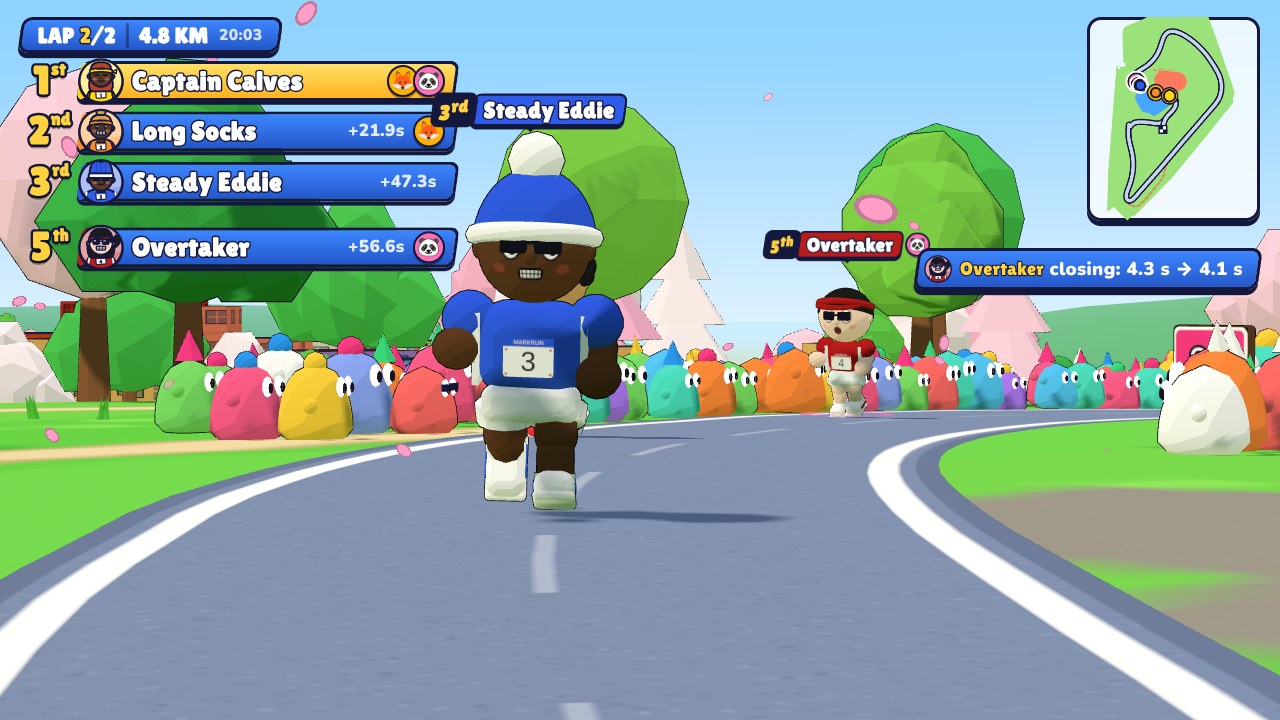 LAP 2/2 4.8 KM 20:03
1st Captain Calves
2nd Long Socks +21.9s
3rd Steady Eddie +47.3s
5th Overtaker +56.6s
3rd Steady Eddie
5th Overtaker
Overtaker closing: 4.3 s → 4.1 s
MARKRUN
3
4